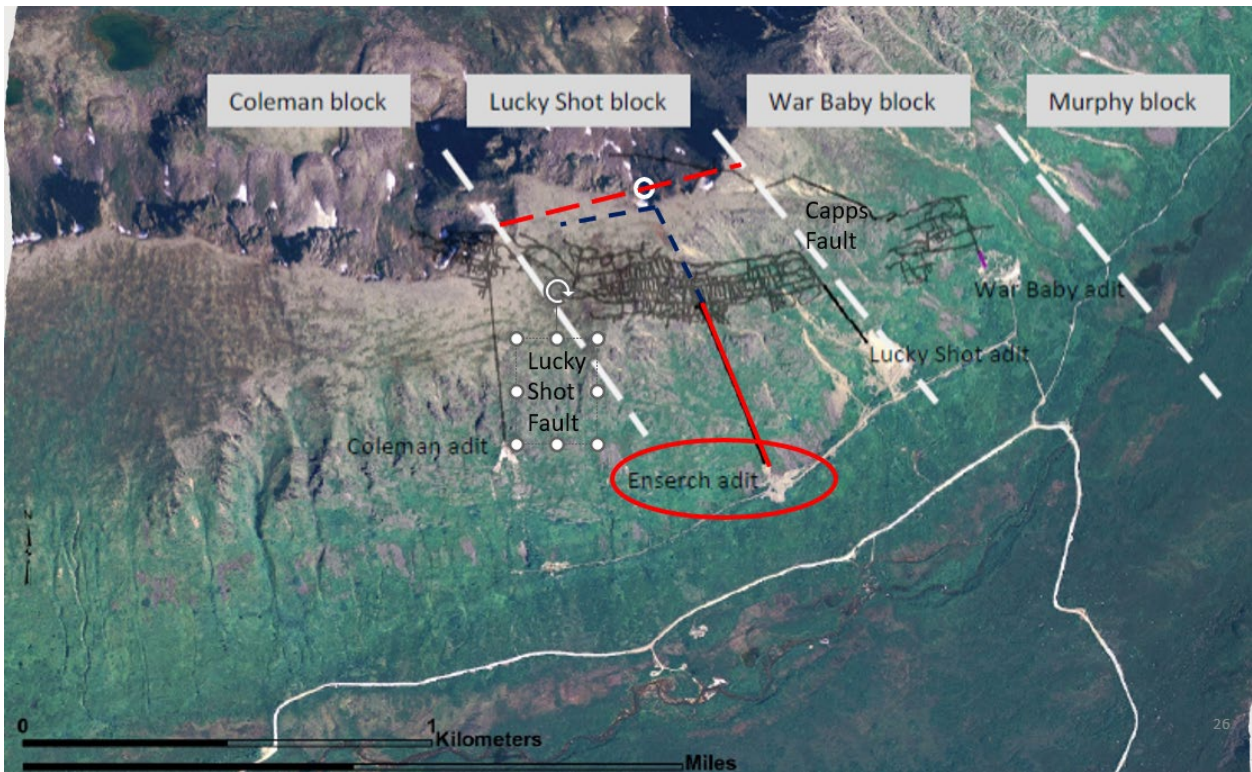 Coleman block
Lucky Shot block
War Baby block
Murphy block
Capps
Fault
War Baby adit
Lucky Shot adit
Lucky
Shot
Fault
Coleman adit
Enserch adit
N
0
1
Kilometers
Miles
26